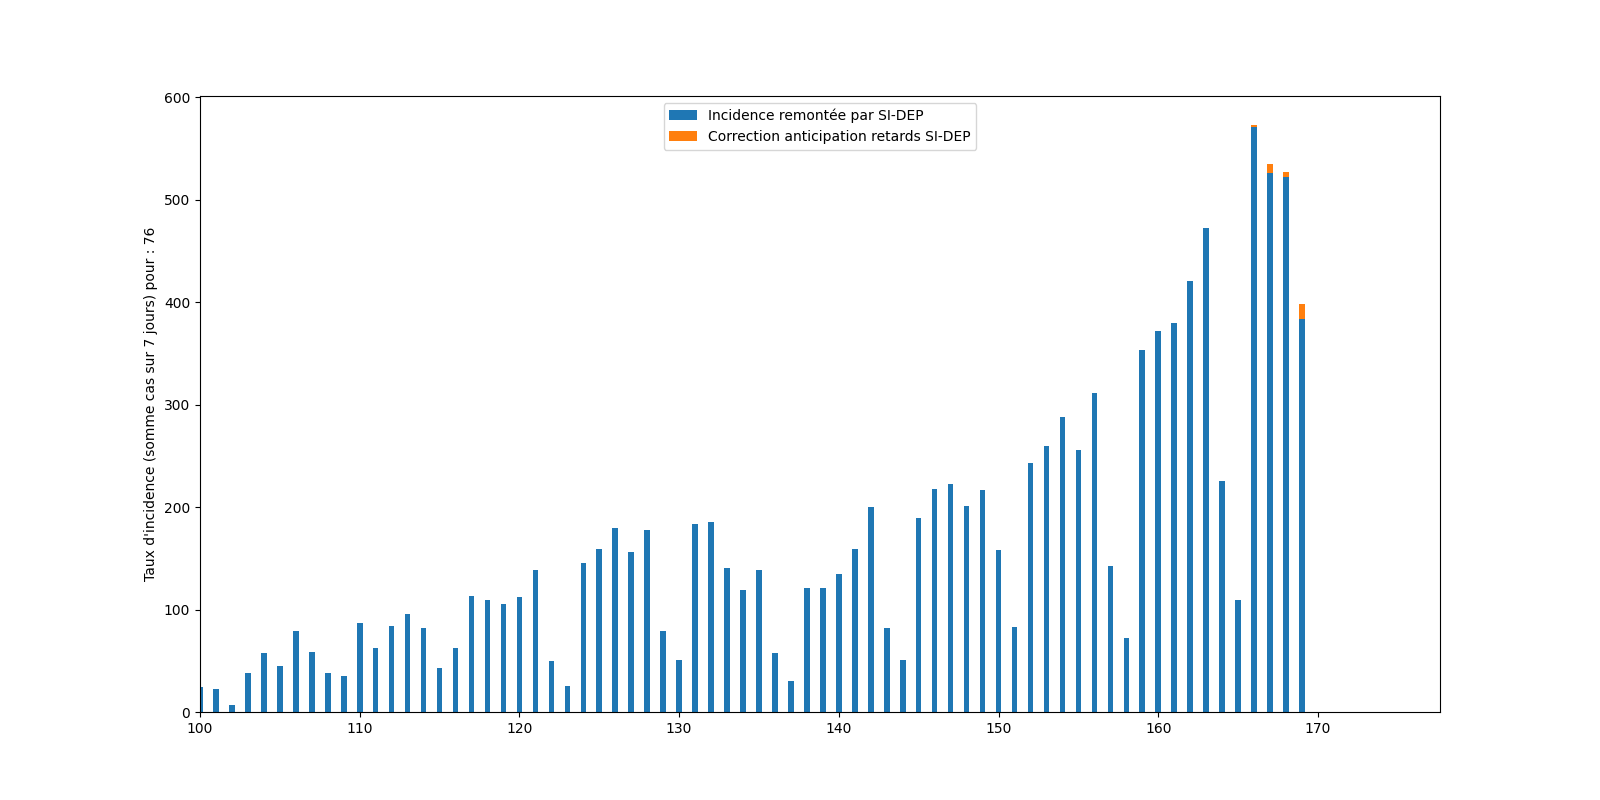 Incidence remontée par SI-DEP
Correction anticipation retards SI-DEP
Taux d'incidence (somme cas sur 7 jours) pour : 76
600
500
400
300
200
100
0
100 110 120 130 140 150 160 170